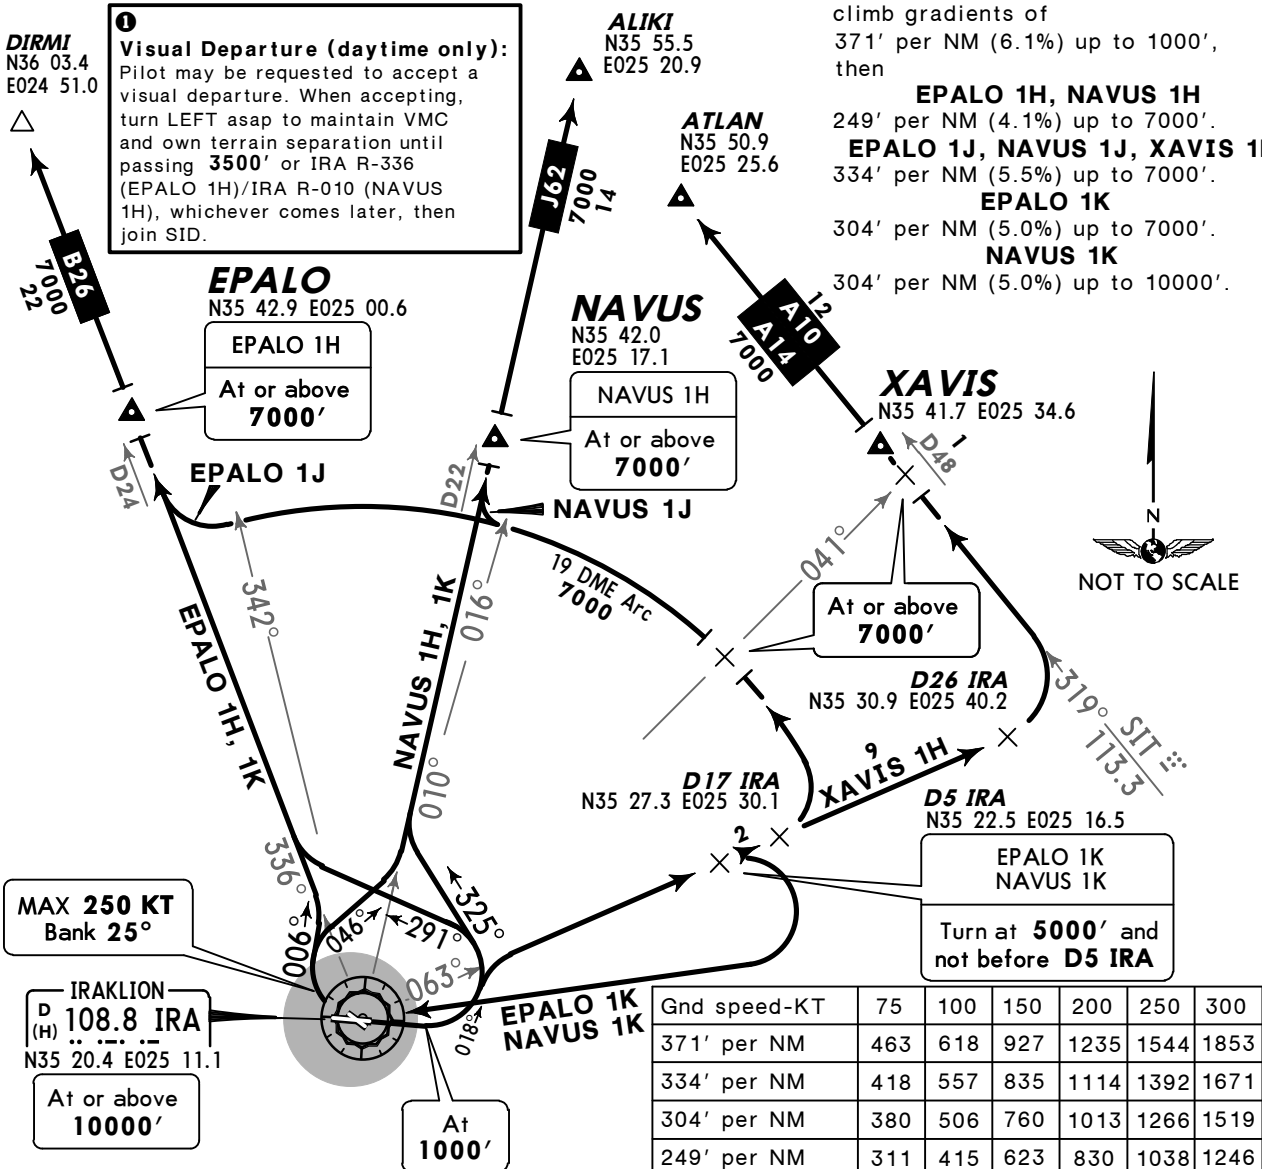 DIRMI
N36 03.4
E024 51.0
1
Visual Departure (daytime only):
Pilot may be requested to accept a
visual departure. When accepting,
turn LEFT asap to maintain VMC
and own terrain separation until
passing 3500' or IRA R-336
(EPALO 1H)/IRA R-010 (NAVUS
1H), whichever comes later, then
join SID.
ALIKI
N35 55.5
E025 20.9
ATLAN
N35 50.9
E025 25.6
climb gradients of
371' per NM (6.1%) up to 1000',
then
EPALO 1H, NAVUS 1H
249' per NM (4.1%) up to 7000'.
EPALO 1J, NAVUS 1J, XAVIS 1
334' per NM (5.5%) up to 7000'.
EPALO 1K
304' per NM (5.0%) up to 7000'.
NAVUS 1K
304' per NM (5.0%) up to 10000'.
B26
7000
22
J62
7000
14
12
A10
A14
7000
EPALO
N35 42.9 E025 00.6
EPALO 1H
At or above
7000'
NAVUS
N35 42.0
E025 17.1
NAVUS 1H
At or above
7000'
XAVIS
N35 41.7 E025 34.6
1
D48
D24
EPALO 1J
D22
NAVUS 1J
N
NOT TO SCALE
19 DME Arc
7000
041°
At or above
7000'
342°
016°
EPALO 1H, 1K
NAVUS 1H, 1K
010°
D26 IRA
N35 30.9 E025 40.2
319° SIT
113.3
9
XAVIS 1H
D17 IRA
N35 27.3 E025 30.1
2
D5 IRA
N35 22.5 E025 16.5
EPALO 1K
NAVUS 1K
Turn at 5000' and
not before D5 IRA
336°
006°
046°
291°
325°
063°
018°
MAX 250 KT
Bank 25°
IRAKLION
D
(H) 108.8 IRA
N35 20.4 E025 11.1
At or above
10000'
At
1000'
EPALO 1K
NAVUS 1K
Gnd speed-KT 75 100 150 200 250 300
371' per NM 463 618 927 1235 1544 1853
334' per NM 418 557 835 1114 1392 1671
304' per NM 380 506 760 1013 1266 1519
249' per NM 311 415 623 830 1038 1246